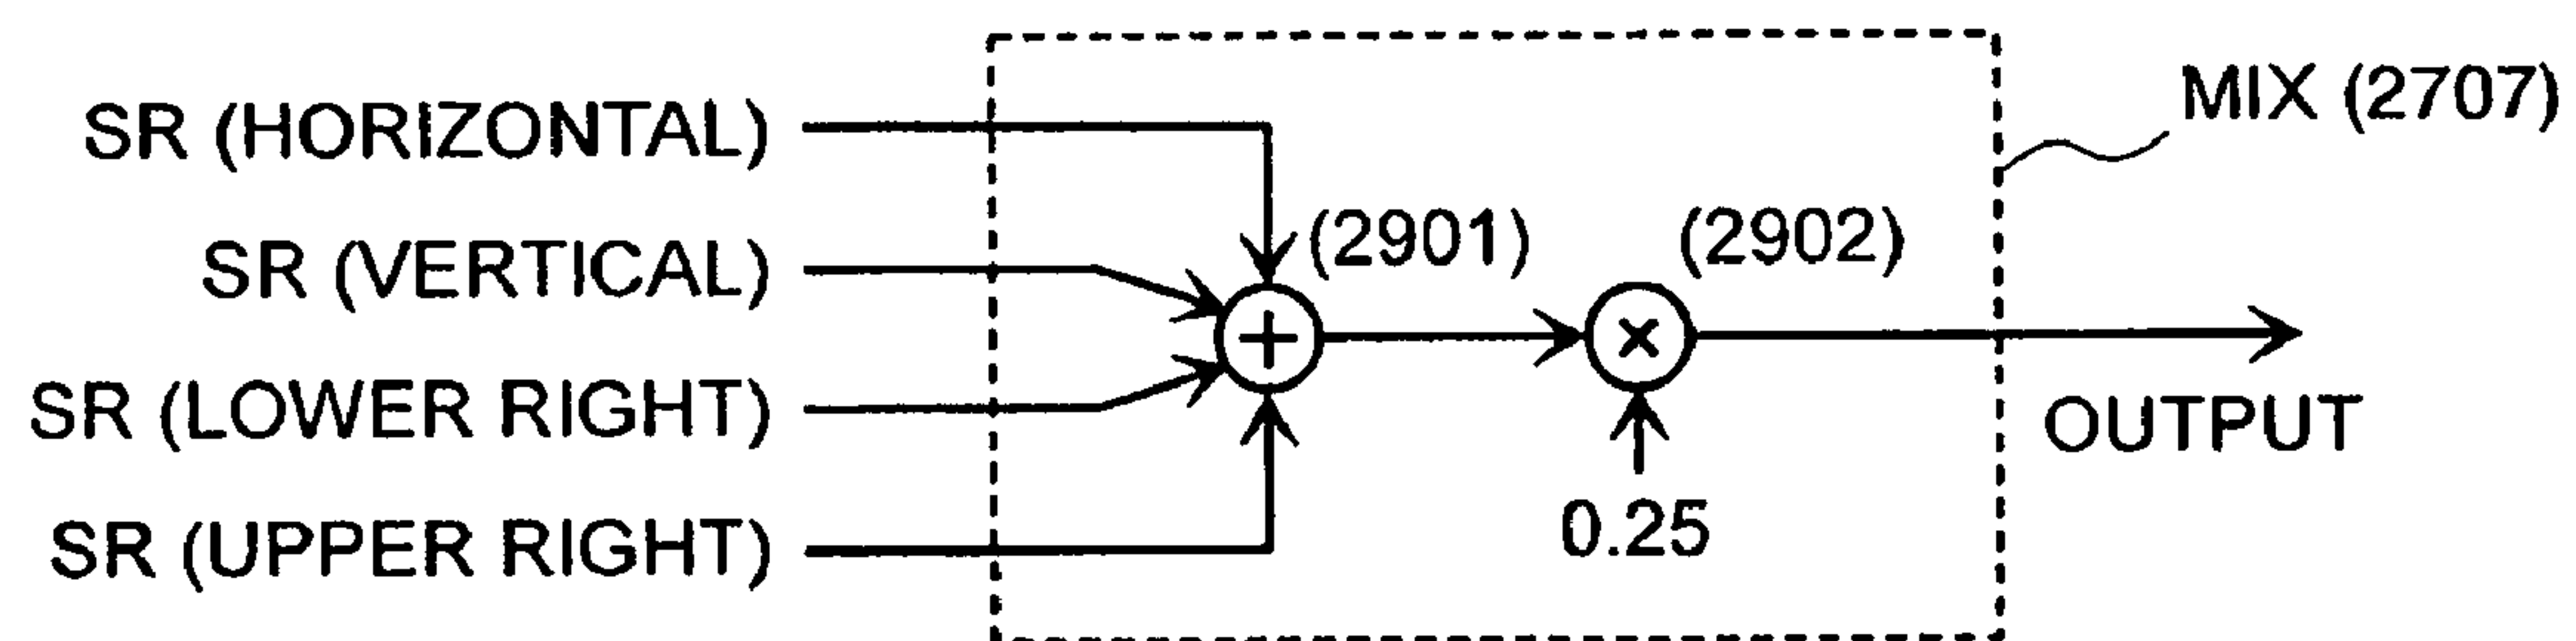 MIX (2707)
SR (HORIZONTAL)
(2901)
(2902)
SR (VERTICAL)
+
×
SR (LOWER RIGHT)
OUTPUT
SR (UPPER RIGHT)
0.25